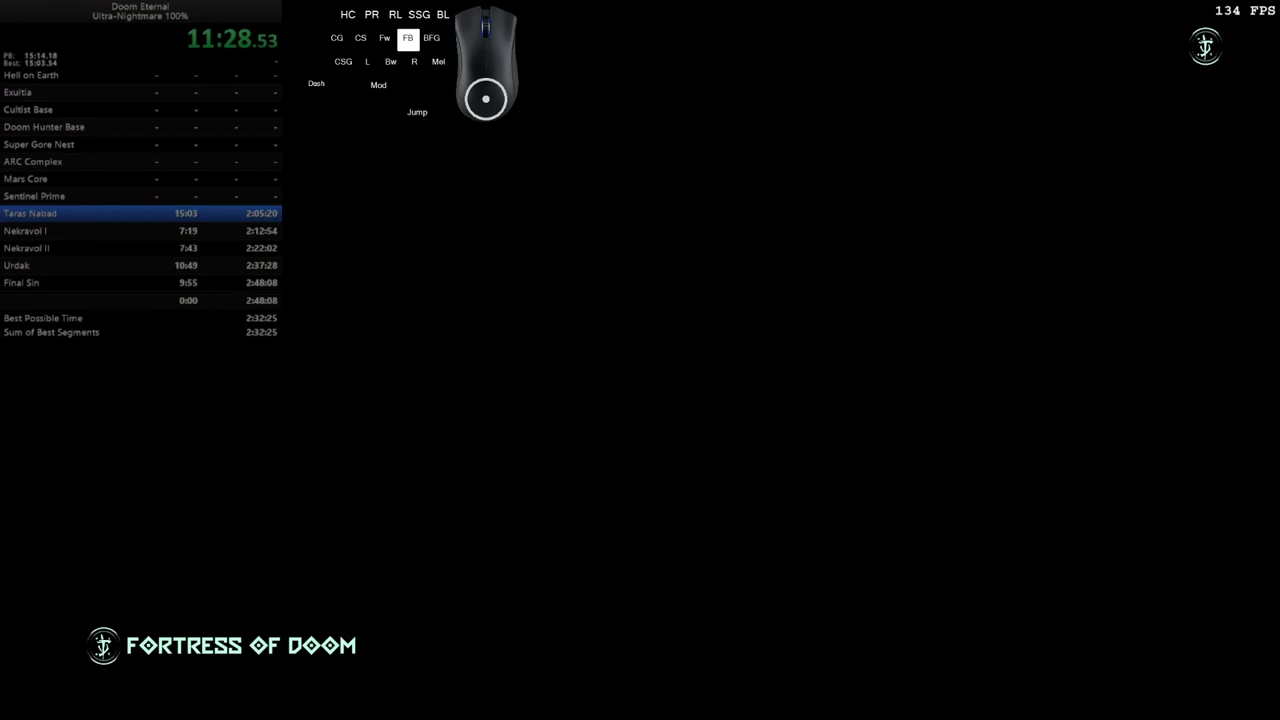 Doom Eternal
Ultra-Nightmare 100%
11:28.53
PB: 15:14.18
Best: 15:03.54 -
Hell on Earth - - - -
Exultia - - - -
Cultist Base - - - -
Doom Hunter Base - - - -
Super Gore Nest - - - -
ARC Complex - - - -
Mars Core - - - -
Sentinel Prime - - - -
Taras Nabad 15:03 2:05:20
Nekravol I 7:19 2:12:54
Nekravol II 7:43 2:22:02
Urdak 10:49 2:37:28
Final Sin 9:55 2:48:08
0:00 2:48:08
Best Possible Time 2:32:25
Sum of Best Segments 2:32:25
HC PR RL SSG BL
CG CS Fw FB BFG
CSG L Bw R Mel
Dash Mod
Jump
134 FPS
FORTRESS OF DOOM